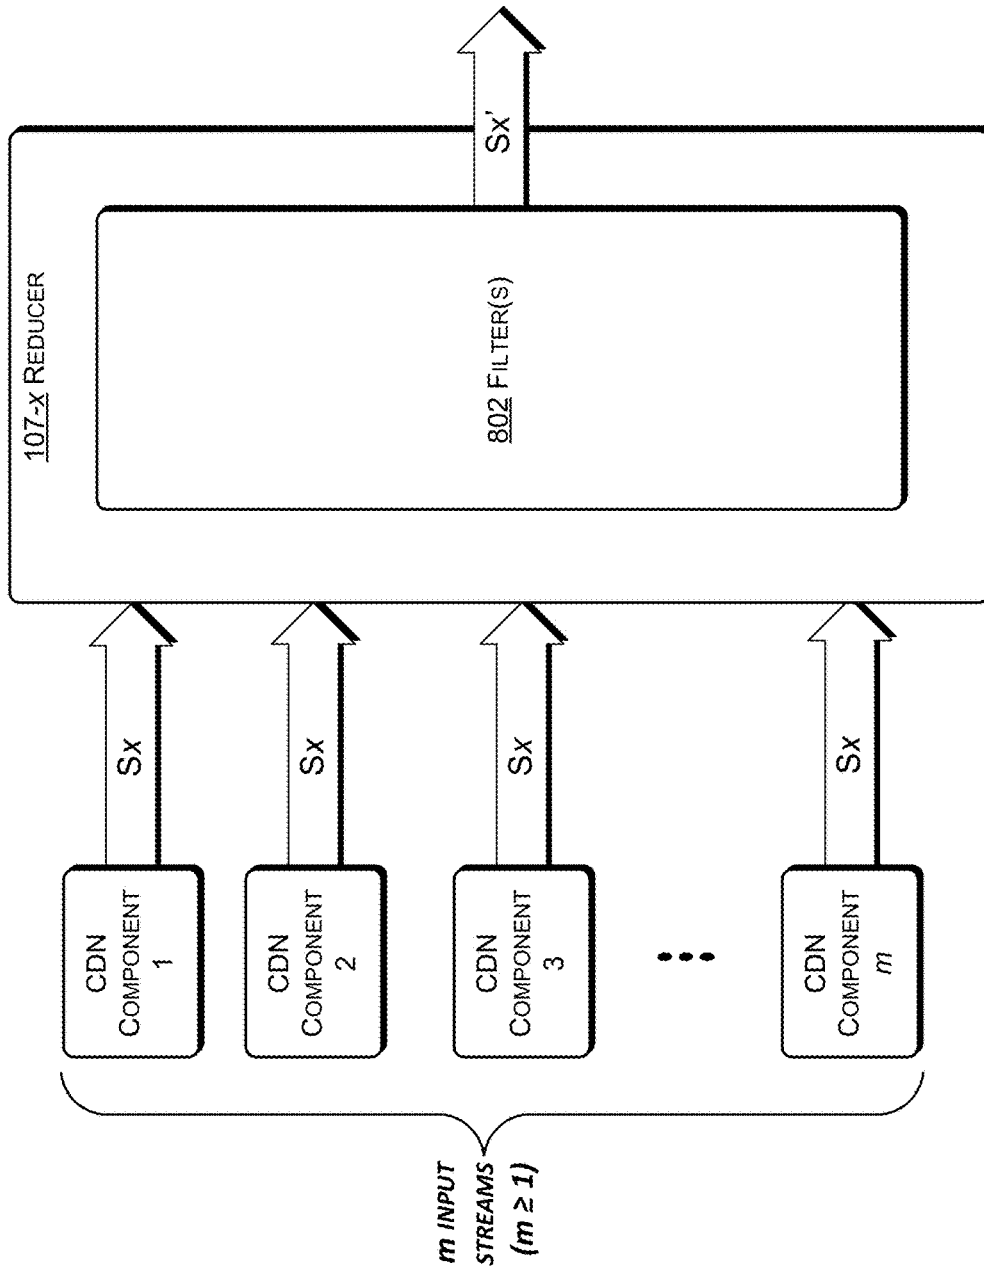 m INPUT
STREAMS
(m ≥ 1)
CDN
COMPONENT
1
Sx
CDN
COMPONENT
2
Sx
CDN
COMPONENT
3
Sx
CDN
COMPONENT
m
Sx
107-x REDUCER
802 FILTER(S)
Sx'